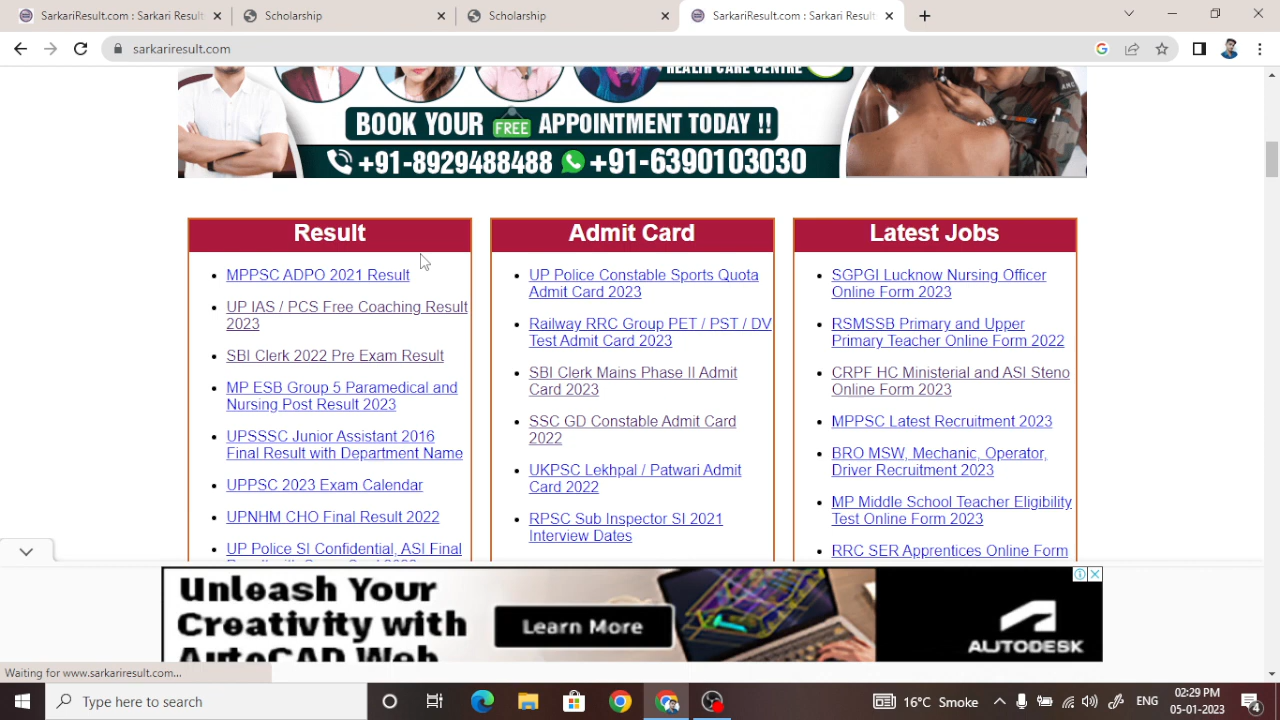 SarkariResult.com : Sarkari Res
Scholarship
Scholarship
SarkariResult.com : Sarkari Resu
sarkariresult.com
HEALTH CARE CENTRE
BOOK YOUR FREE APPOINTMENT TODAY !!
+91-8929488488 +91-6390103030
Result
MPPSC ADPO 2021 Result
UP IAS / PCS Free Coaching Result
2023
SBI Clerk 2022 Pre Exam Result
MP ESB Group 5 Paramedical and
Nursing Post Result 2023
UPSSSC Junior Assistant 2016
Final Result with Department Name
UPPSC 2023 Exam Calendar
UPNHM CHO Final Result 2022
UP Police SI Confidential, ASI Final
Admit Card
UP Police Constable Sports Quota
Admit Card 2023
Railway RRC Group PET / PST / DV
Test Admit Card 2023
SBI Clerk Mains Phase II Admit
Card 2023
SSC GD Constable Admit Card
2022
UKPSC Lekhpal / Patwari Admit
Card 2022
RPSC Sub Inspector SI 2021
Interview Dates
Latest Jobs
SGPGI Lucknow Nursing Officer
Online Form 2023
RSMSSB Primary and Upper
Primary Teacher Online Form 2022
CRPF HC Ministerial and ASI Steno
Online Form 2023
MPPSC Latest Recruitment 2023
BRO MSW, Mechanic, Operator,
Driver Recruitment 2023
MP Middle School Teacher Eligibility
Test Online Form 2023
RRC SER Apprentices Online Form
Unleash Your
Creativity with
AutoCAD Web
Learn More
AUTODESK
Waiting for www.sarkariresult.com...
Type here to search
16°C Smoke
ENG
02:29 PM
05-01-2023
4